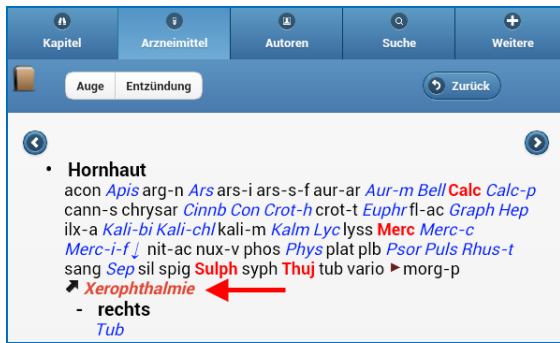 Kapitel Arzneimittel Autoren Suche Weitere
Auge Entzündung Zurück
• Hornhaut
acon Apis arg-n Ars ars-i ars-s-f aur-ar Aur-m Bell Calc Calc-p
cann-s chrysar Cinnb Con Crot-h crot-t Euphr fl-ac Graph Hep
ilx-a Kali-bi Kali-chl kali-m Kalm Lyc lyss Merc Merc-c
Merc-i-f↓ nit-ac nux-v phos Phys plat plb Psor Puls Rhus-t
sang Sep sil spig Sulph syph Thuj tub vario ►morg-p
Xerophthalmie
- rechts
Tub